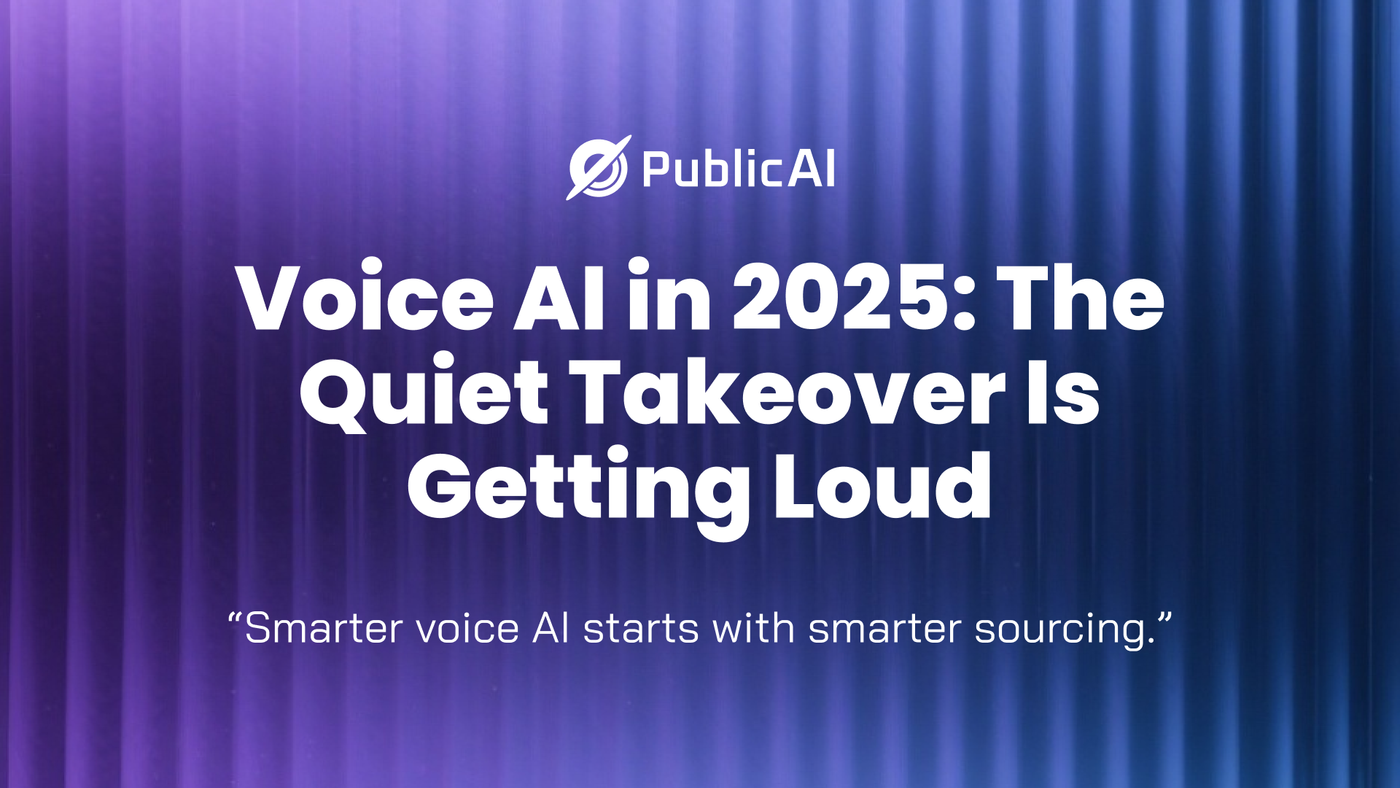 PublicAI
Voice AI in 2025: The
Quiet Takeover Is
Getting Loud
“Smarter voice AI starts with smarter sourcing.”